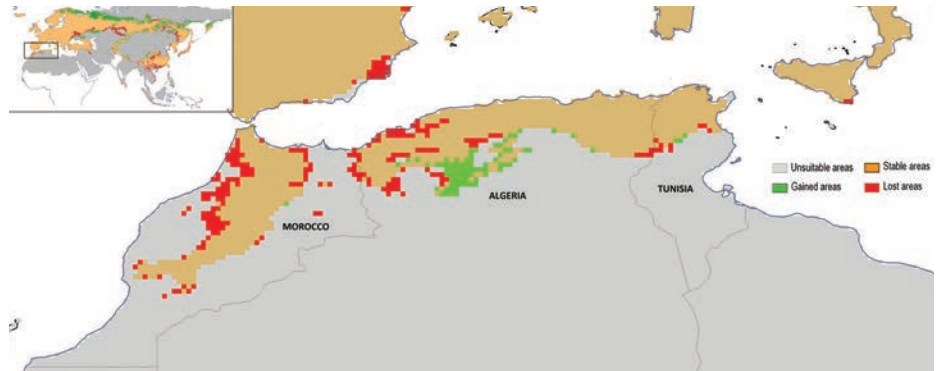 Unsuitable areas
Stable areas
Gained areas
Lost areas
TUNISIA
ALGERIA
MOROCCO